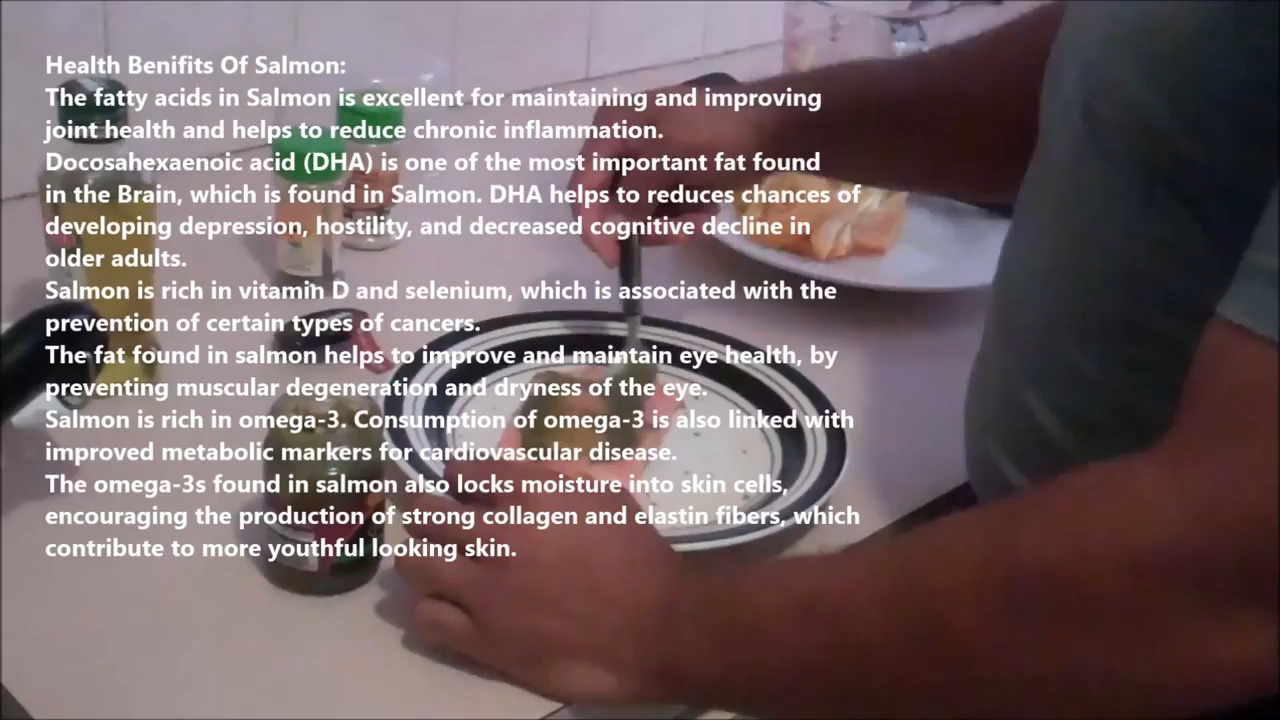 Health Benifits Of Salmon:
The fatty acids in Salmon is excellent for maintaining and improving
joint health and helps to reduce chronic inflammation.
Docosahexaenoic acid (DHA) is one of the most important fat found
in the Brain, which is found in Salmon. DHA helps to reduces chances of
developing depression, hostility, and decreased cognitive decline in
older adults.
Salmon is rich in vitamin D and selenium, which is associated with the
prevention of certain types of cancers.
The fat found in salmon helps to improve and maintain eye health, by
preventing muscular degeneration and dryness of the eye.
Salmon is rich in omega-3. Consumption of omega-3 is also linked with
improved metabolic markers for cardiovascular disease.
The omega-3s found in salmon also locks moisture into skin cells,
encouraging the production of strong collagen and elastin fibers, which
contribute to more youthful looking skin.